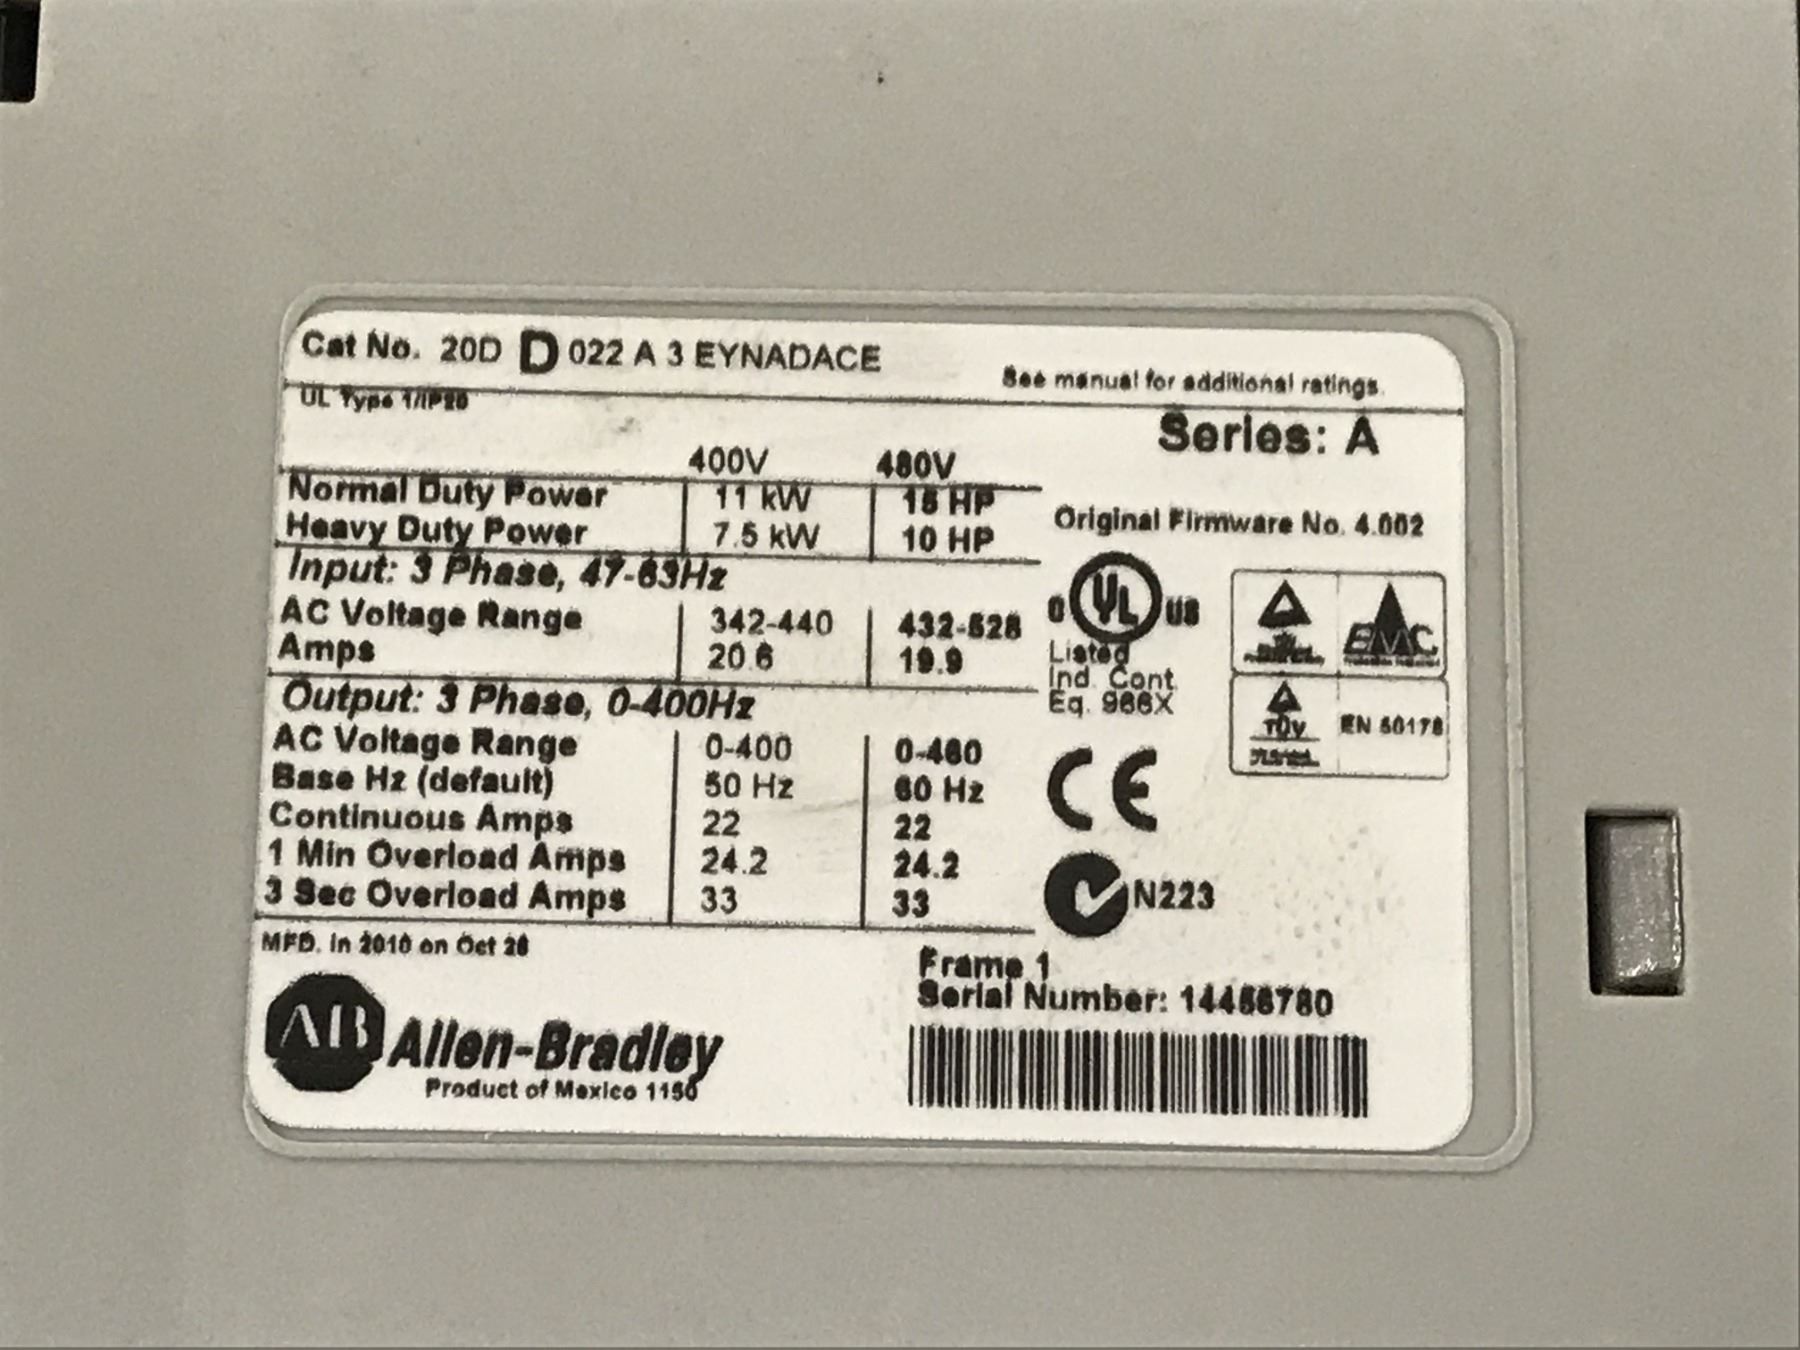 Cat No. 20D D 022 A 3 EYNADACE
See manual for additional ratings.
UL Type 1/IP20
Series: A
400V 480V
Normal Duty Power 11 kW 15 HP
Heavy Duty Power 7.5 kW 10 HP
Original Firmware No. 4.002
Input: 3 Phase, 47-63Hz
AC Voltage Range 342-440 432-528
Amps 20.6 19.9
C UL US
Listed
Ind. Cont.
Eq. 966X
EMC
TÜV
EN 50178
Output: 3 Phase, 0-400Hz
AC Voltage Range 0-400 0-460
Base Hz (default) 50 Hz 60 Hz
Continuous Amps 22 22
1 Min Overload Amps 24.2 24.2
3 Sec Overload Amps 33 33
CE
N223
MFD. in 2010 on Oct 26
Frame 1
Serial Number:
AB Allen-Bradley
Product of Mexico 1150